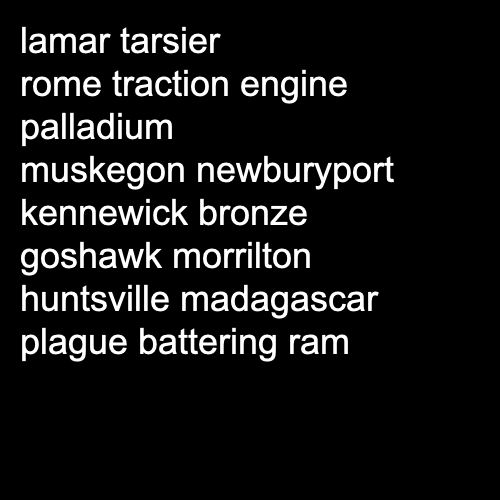 lamar tarsier
rome traction engine
palladium
muskegon newburyport
kennewick bronze
goshawk morrilton
huntsville madagascar
plague battering ram